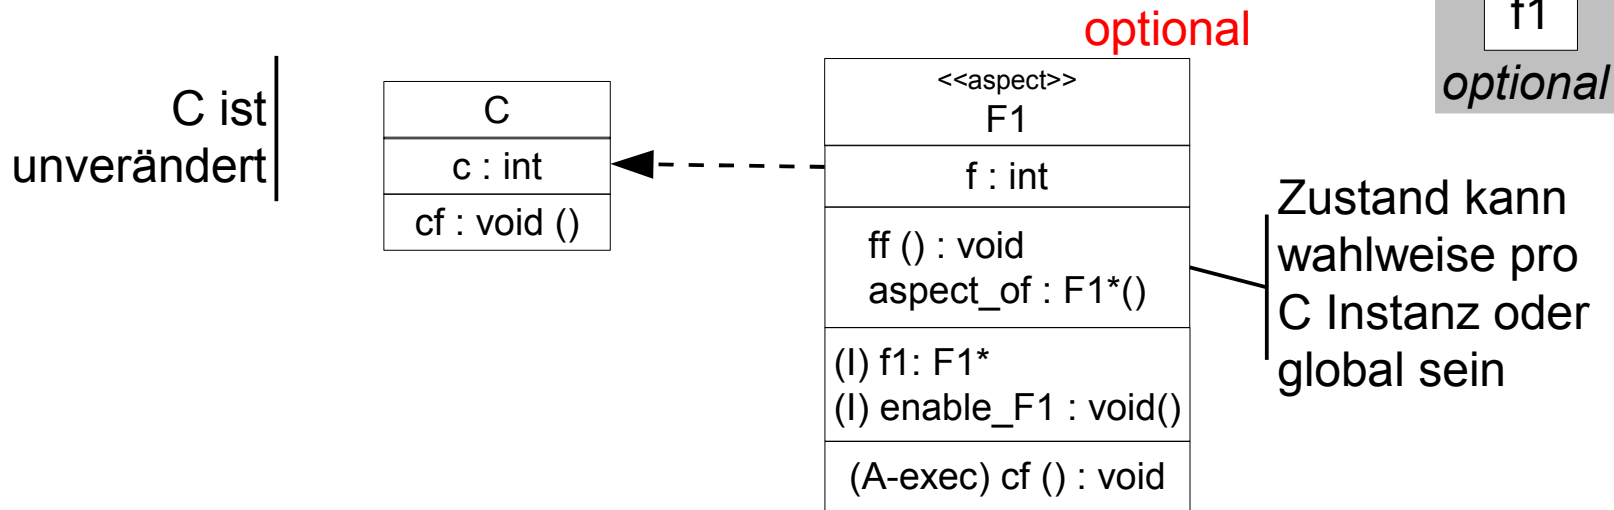 C ist
unverändert
C
c : int
cf : void ()
optional
<<aspect>>
F1
f : int
ff () : void
aspect_of : F1*()
(I) f1: F1*
(I) enable_F1 : void()
(A-exec) cf () : void
Zustand kann
wahlweise pro
C Instanz oder
global sein
f1
optional